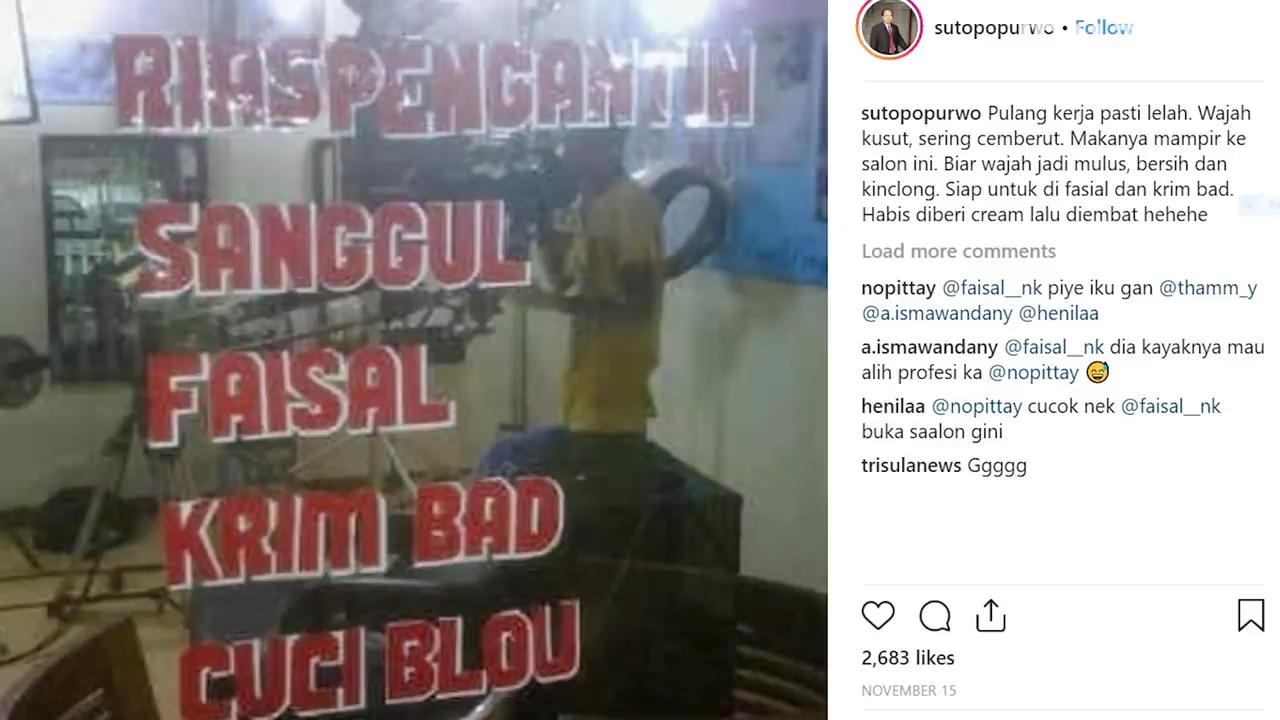 RIASPENGANTIN
SANGGUL
FAISAL
KRIM BAD
CUCI BLOU
sutopopurwo • Follow
sutopopurwo Pulang kerja pasti lelah. Wajah
kusut, sering cemberut. Makanya mampir ke
salon ini. Biar wajah jadi mulus, bersih dan
kinclong. Siap untuk di fasial dan krim bad.
Habis diberi cream lalu diembat hehehe
Load more comments
nopittay @faisal__nk piye iku gan @thamm_y
@a.ismawandany @henilaa
a.ismawandany @faisal__nk dia kayaknya mau
alih profesi ka @nopittay 😅
henilaa @nopittay cucok nek @faisal__nk
buka saalon gini
trisulanews Ggggg
2,683 likes
NOVEMBER 15